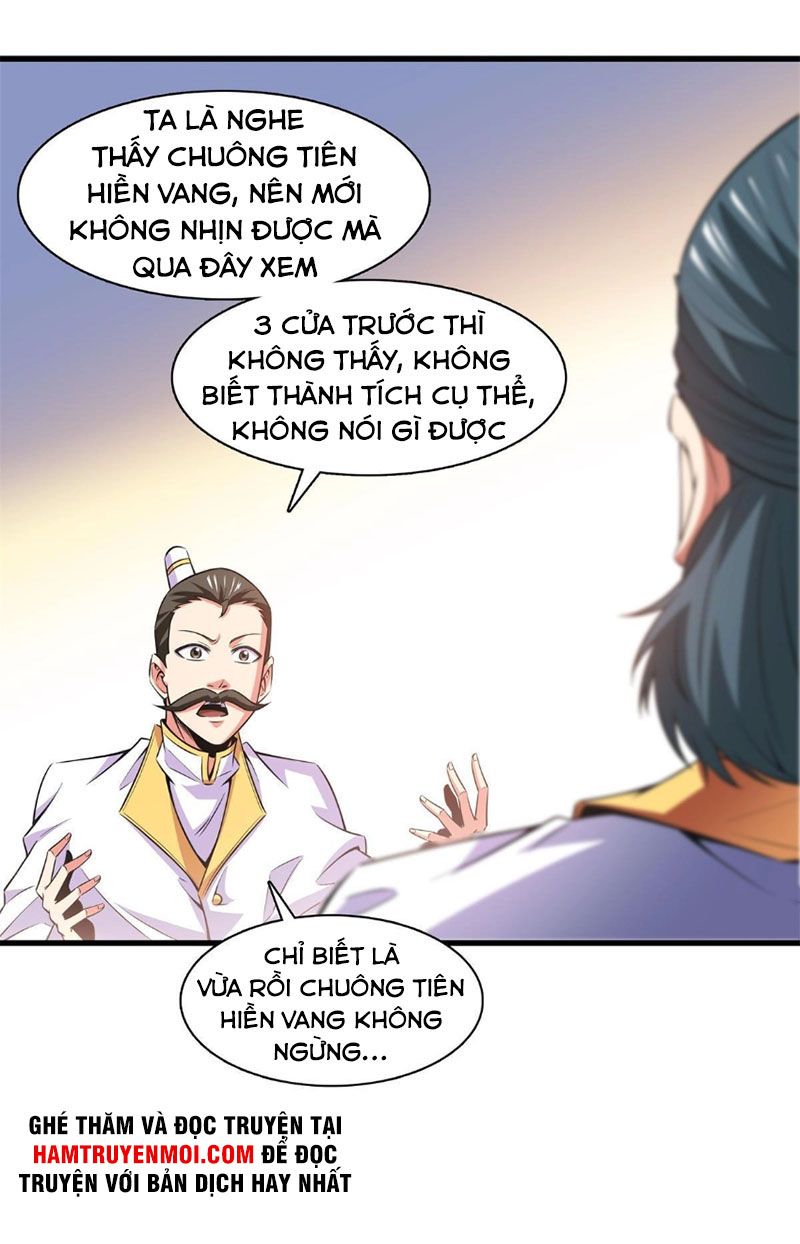 TA LÀ NGHE
THẤY CHUÔNG TIÊN
HIỀN VANG, NÊN MỚI
KHÔNG NHỊN ĐƯỢC MÀ
QUA ĐÂY XEM
3 CỬA TRƯỚC THÌ
KHÔNG THẤY, KHÔNG
BIẾT THÀNH TÍCH CỤ THỂ,
KHÔNG NÓI GÌ ĐƯỢC
CHỈ BIẾT LÀ
VỪA RỒI CHUÔNG TIÊN
HIỀN VANG KHÔNG
NGỪNG...
GHÉ THĂM VÀ ĐỌC TRUYỆN TẠI
HAMTRUYENMOI.COM ĐỂ ĐỌC
TRUYỆN VỚI BẢN DỊCH HAY NHẤT